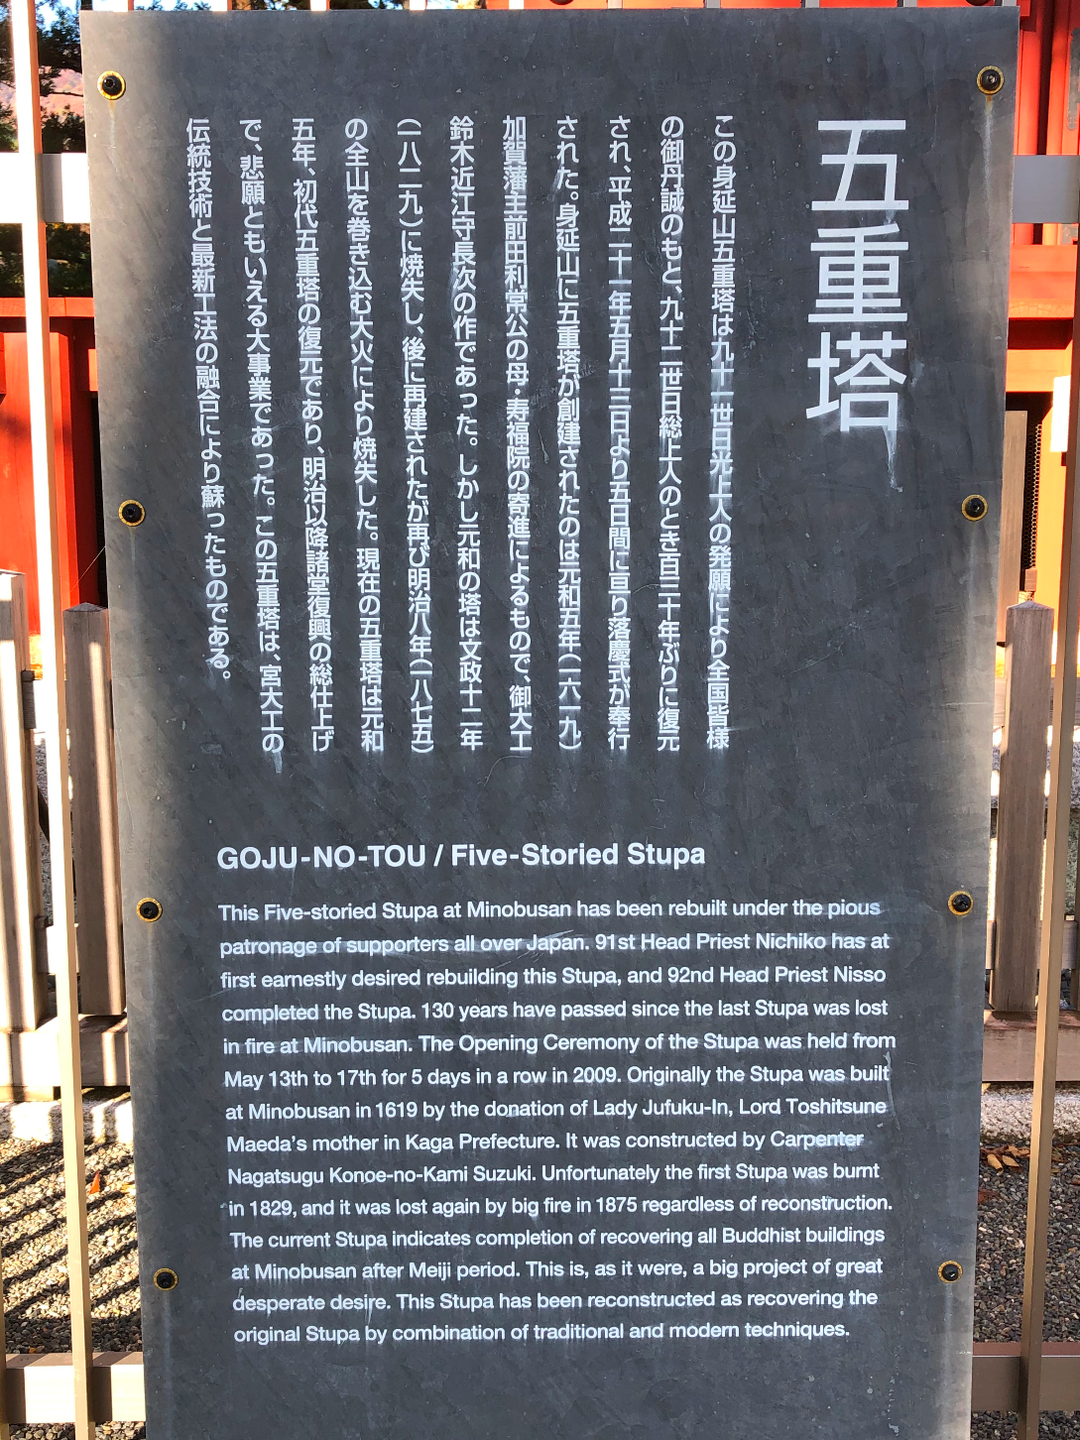 五重塔
この身延山五重塔は九十一世日光上人の発願により全国皆様
の御丹誠のもと、九十二世日総上人のとき百三十年ぶりに復元
され、平成二十一年五月十三日より五日間に亘り落慶式が奉行
された。身延山に五重塔が創建されたのは元和五年（一六一九）
加賀藩主前田利常公の母・寿福院の寄進によるもので、御大工
鈴木近江守長次の作であった。しかし元和の塔は文政十二年
（一八二九）に焼失し、後に再建されたが再び明治八年（一八七五）
の全山を巻き込む大火により焼失した。現在の五重塔は元和
五年、初代五重塔の復元であり、明治以降諸堂復興の総仕上げ
で、悲願ともいえる大事業であった。この五重塔は、宮大工の
伝統技術と最新工法の融合により蘇ったものである。
GOJU-NO-TOU / Five-Storied Stupa
This Five-storied Stupa at Minobusan has been rebuilt under the pious
patronage of supporters all over Japan. 91st Head Priest Nichiko has at
first earnestly desired rebuilding this Stupa, and 92nd Head Priest Nisso
completed the Stupa. 130 years have passed since the last Stupa was lost
in fire at Minobusan. The Opening Ceremony of the Stupa was held from
May 13th to 17th for 5 days in a row in 2009. Originally the Stupa was built
at Minobusan in 1619 by the donation of Lady Jufuku-In, Lord Toshitsune
Maeda's mother in Kaga Prefecture. It was constructed by Carpenter
Nagatsugu Konoe-no-Kami Suzuki. Unfortunately the first Stupa was burnt
in 1829, and it was lost again by big fire in 1875 regardless of reconstruction.
The current Stupa indicates completion of recovering all Buddhist buildings
at Minobusan after Meiji period. This is, as it were, a big project of great
desperate desire. This Stupa has been reconstructed as recovering the
original Stupa by combination of traditional and modern techniques.